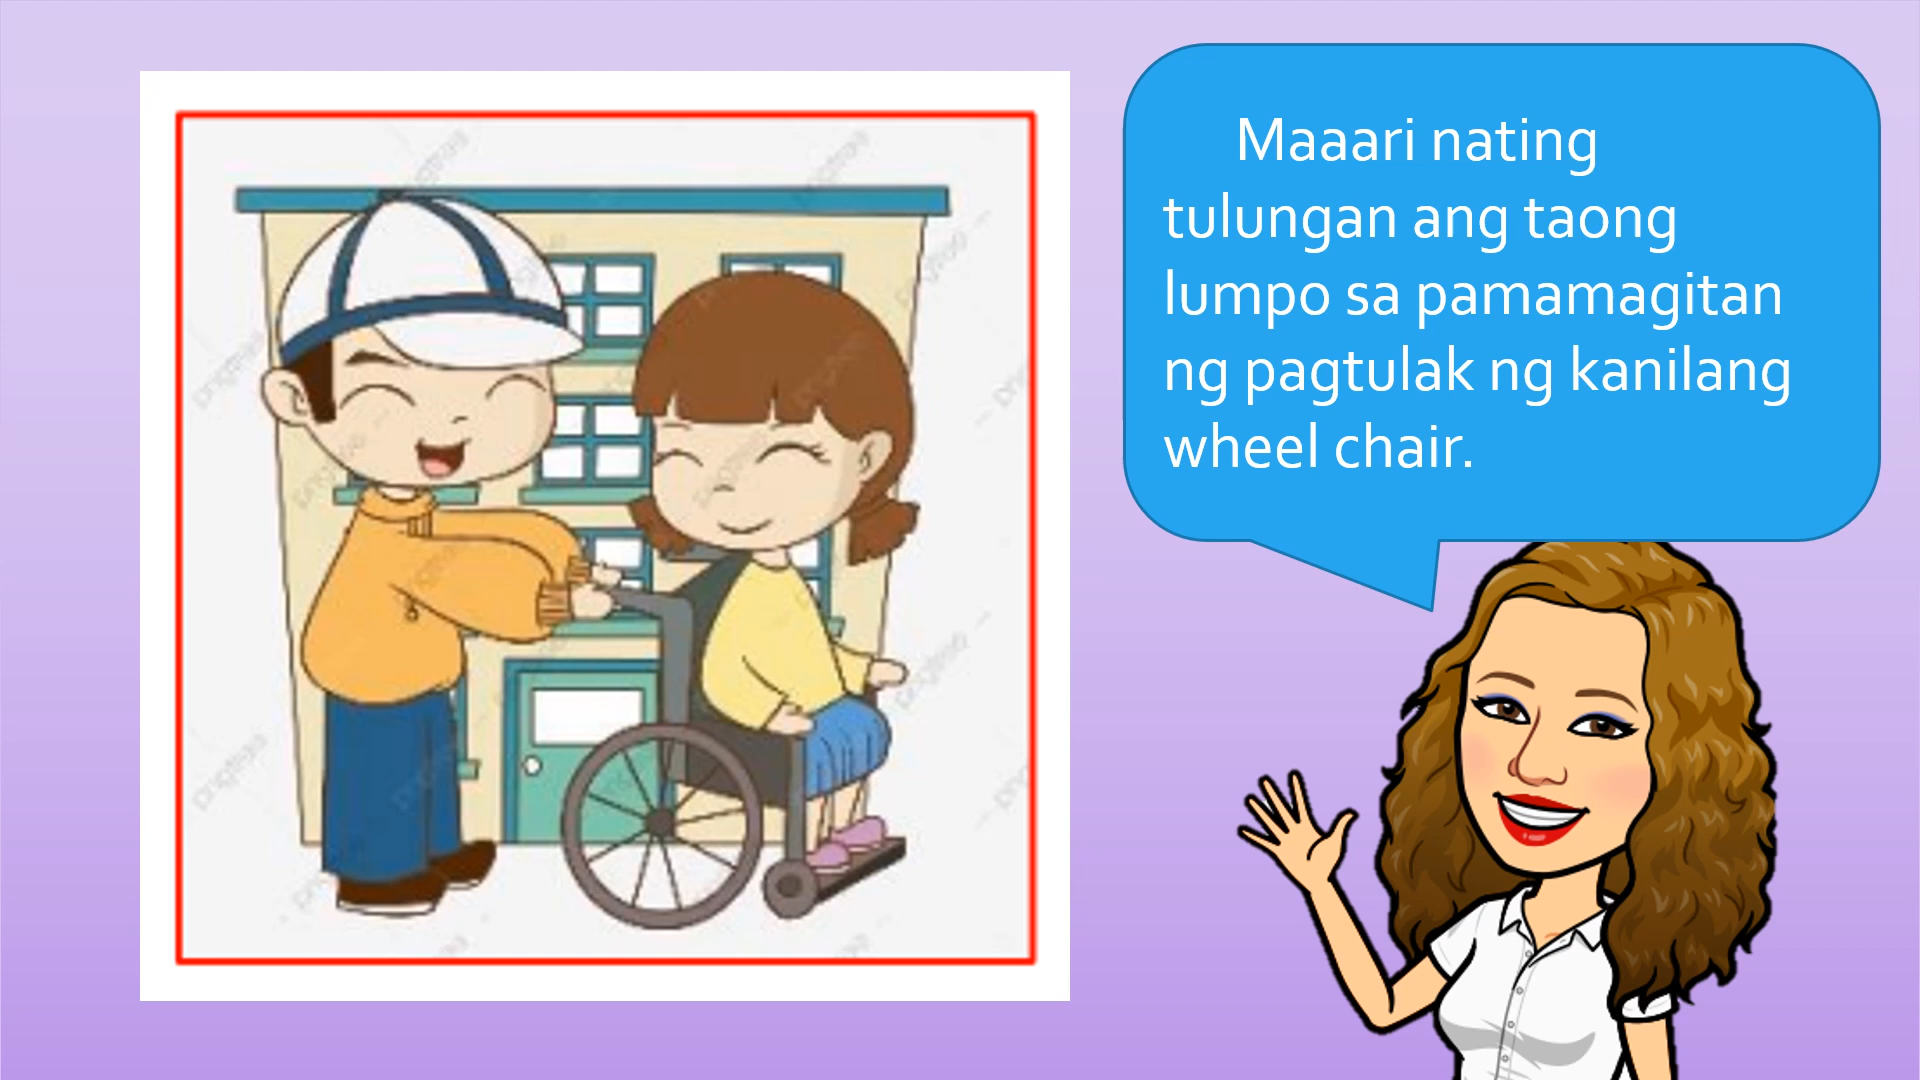 Maaari nating
tulungan ang taong
lumpo sa pamamagitan
ng pagtulak ng kanilang
wheel chair.